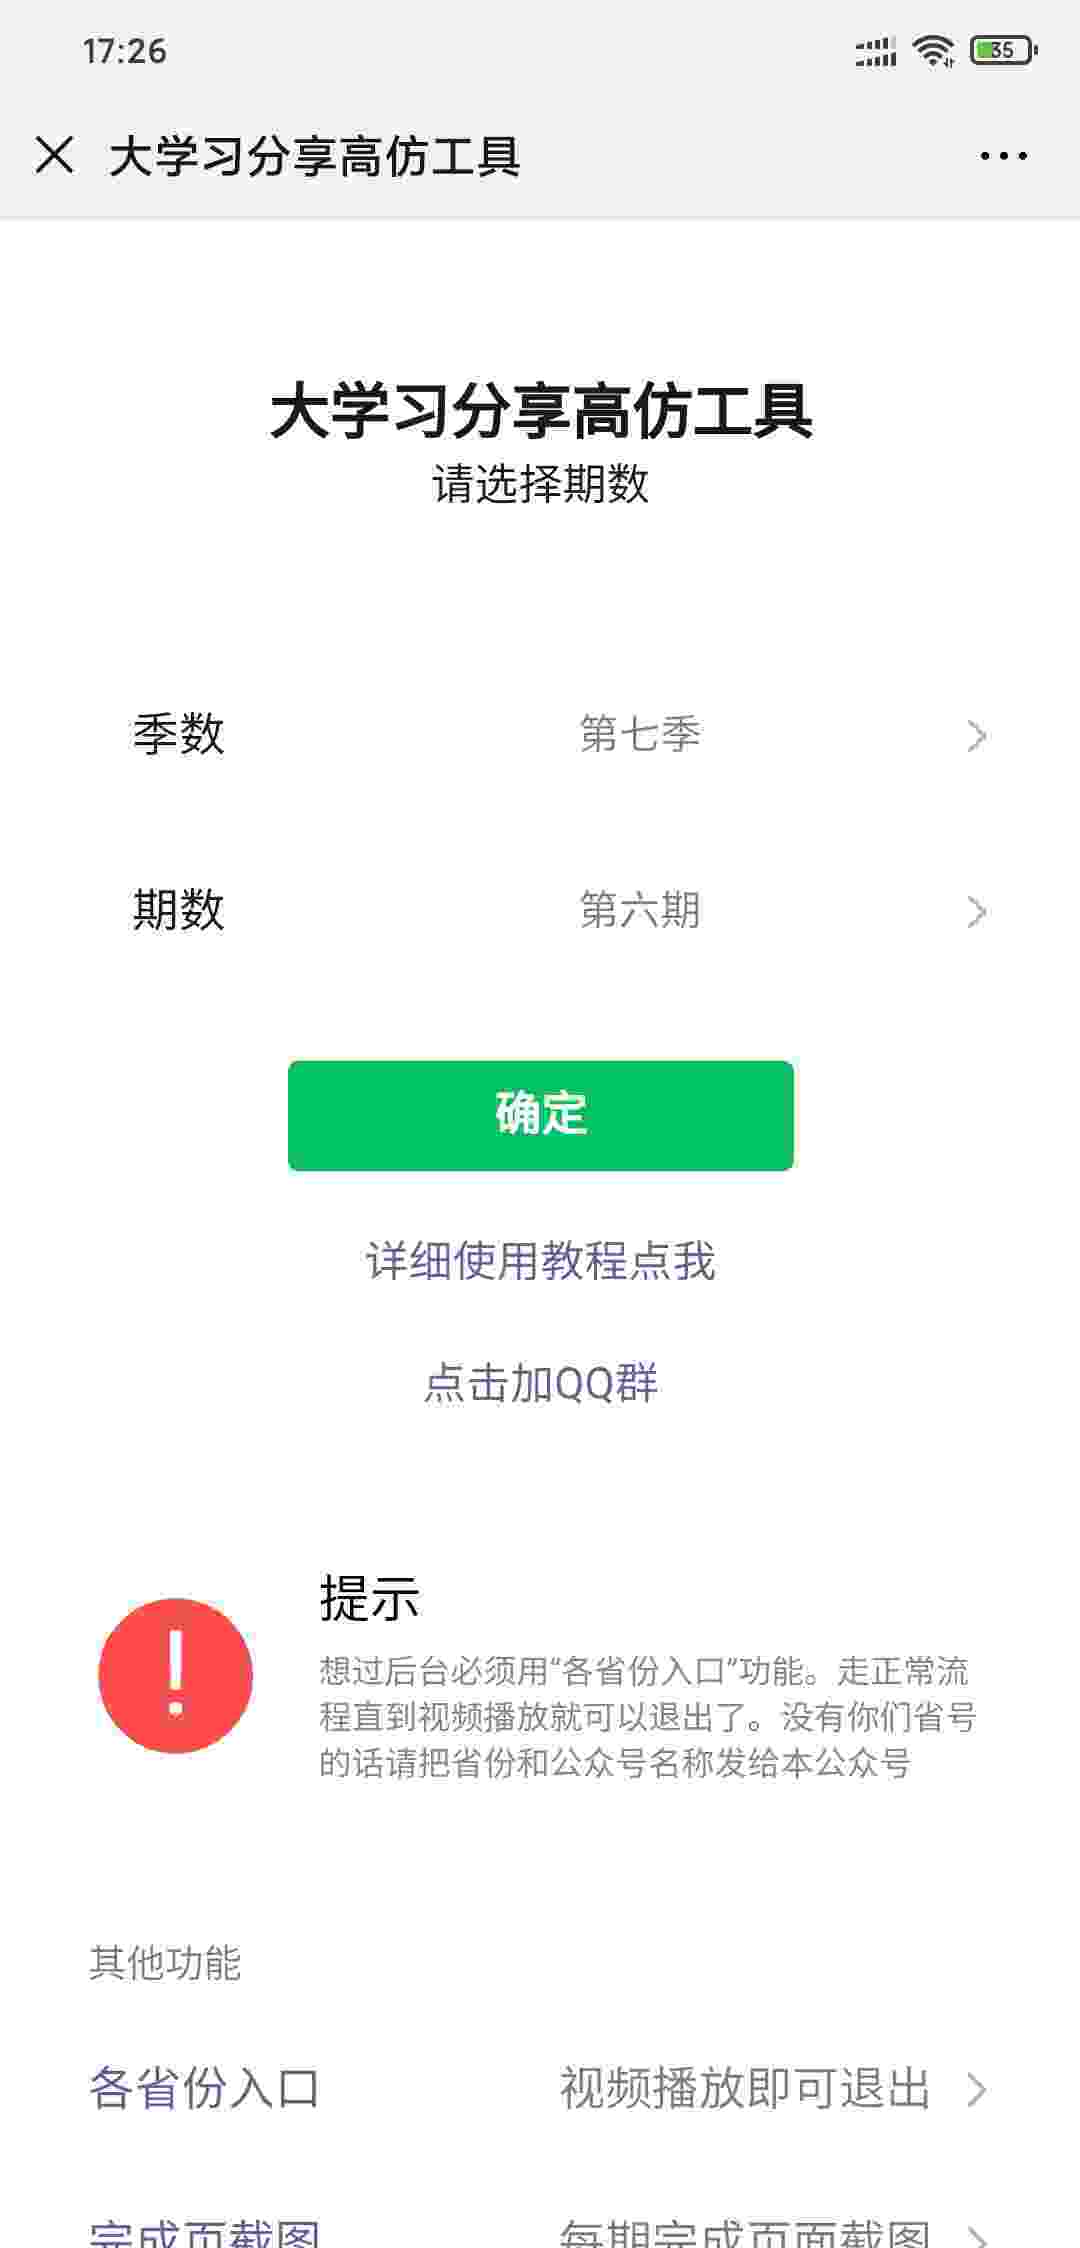 17:26
35
大学习分享高仿工具
大学习分享高仿工具
请选择期数
季数 第七季
期数 第六期
确定
详细使用教程点我
点击加QQ群
提示
想过后台必须用“各省份入口”功能。走正常流
程直到视频播放就可以退出了。没有你们省号
的话请把省份和公众号名称发给本公众号
其他功能
各省份入口 视频播放即可退出
完成页截图 每期完成页面截图